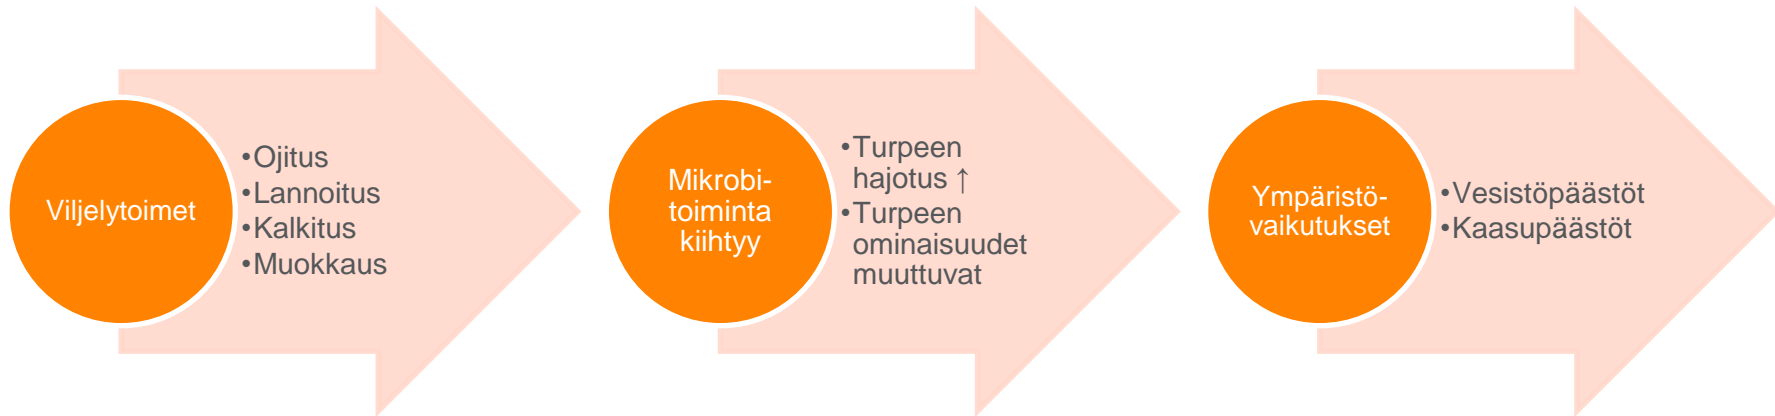 Viljelytoimet
•Ojitus
•Lannoitus
•Kalkitus
•Muokkaus
Mikrobi-
toiminta
kiihtyy
•Turpeen
hajotus ↑
•Turpeen
ominaisuudet
muuttuvat
Ympäristö-
vaikutukset
•Vesistöpäästöt
•Kaasupäästöt